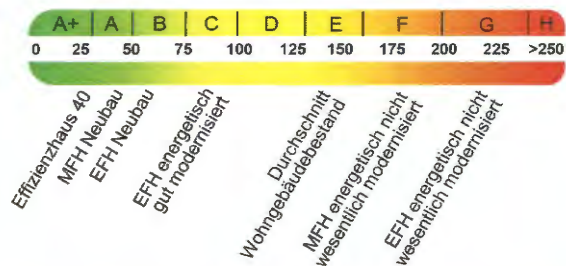 A+ A B C D E F G H
0 25 50 75 100 125 150 175 200 225 >250
Effizienzhaus 40
MFH Neubau
EFH Neubau
EFH energetisch
gut modernisiert
Durchschnitt
Wohngebäudebestand
MFH energetisch nicht
wesentlich modernisiert
EFH energetisch nicht
wesentlich modernisiert